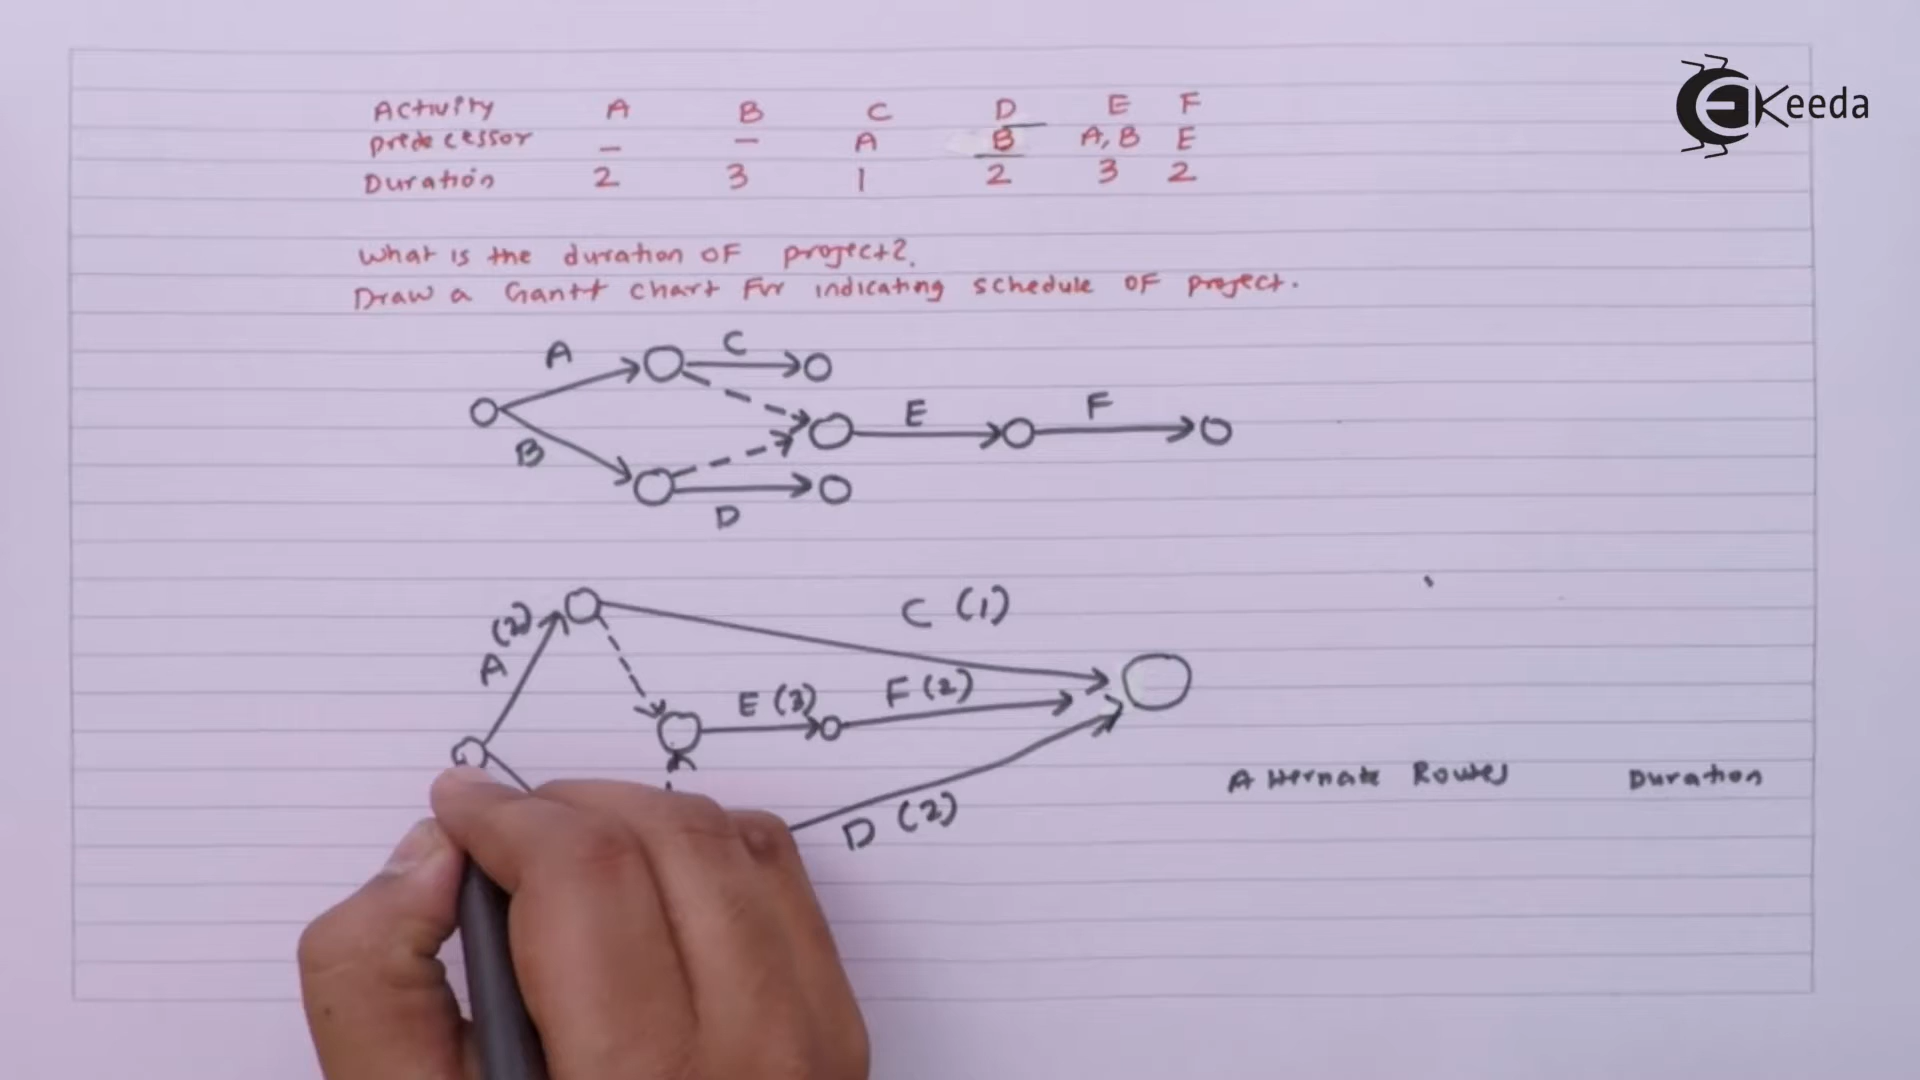 EKeeda
Activity A B C D E F
Predecessor - - A B A, B E
Duration 2 3 1 2 3 2
What is the duration of project?.
Draw a Gantt chart for indicating schedule of project.
A C
E F
B
D
C (1)
(2)
A
E (3) F (2)
Alternate Routes Duration
D (2)